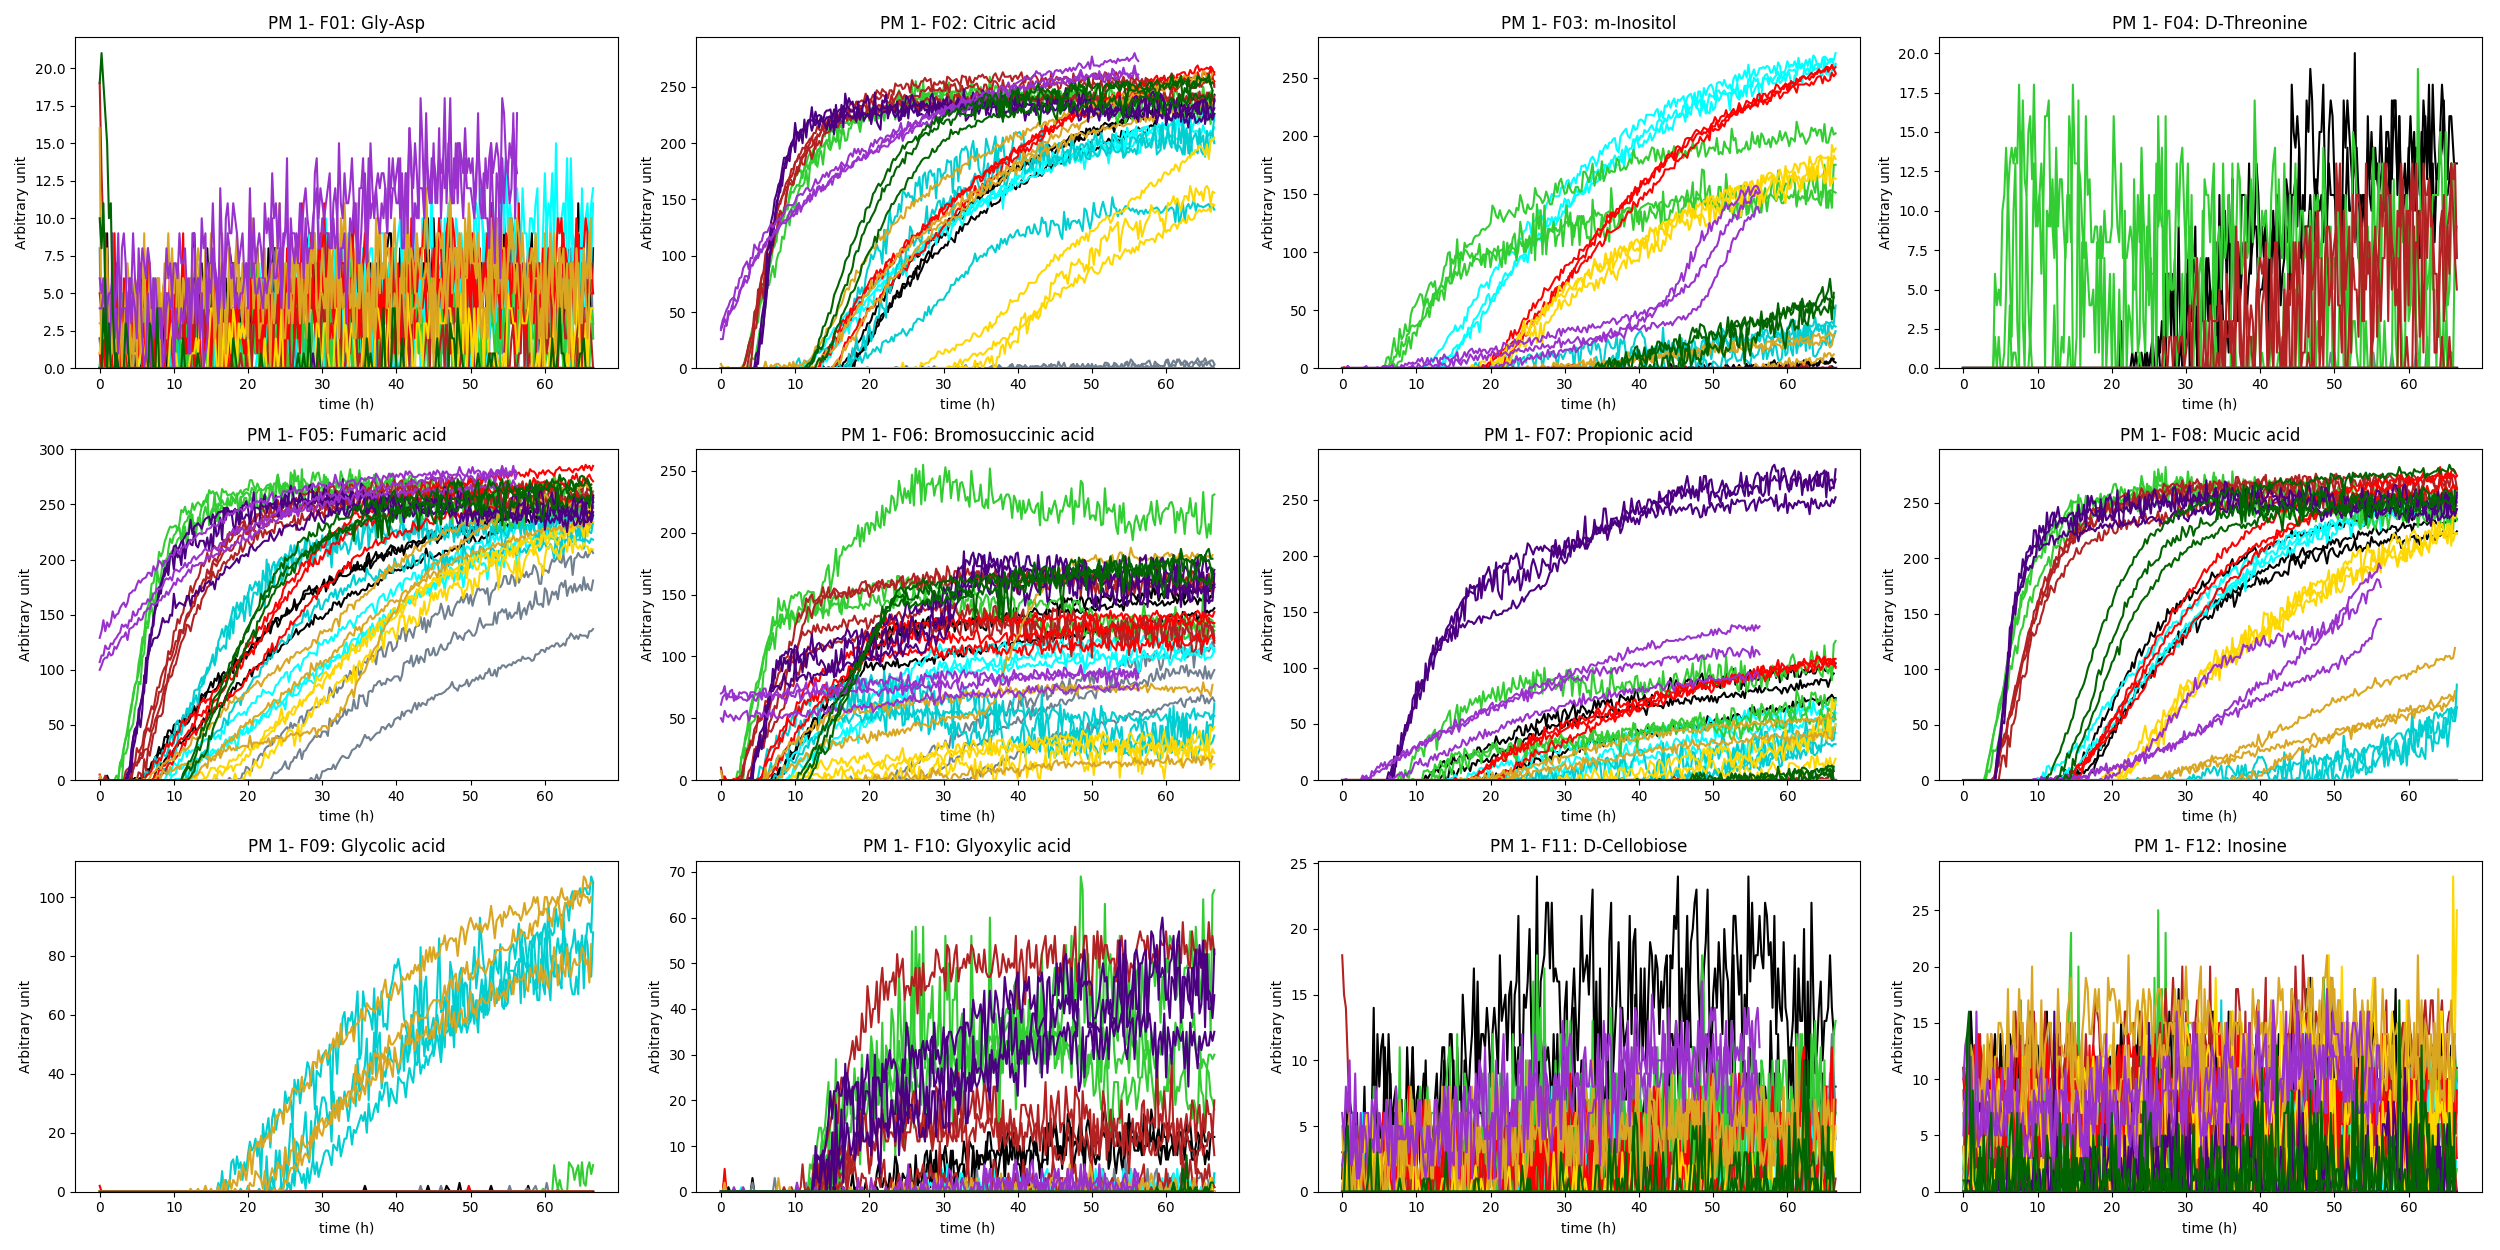 PM 1- F01: Gly-Asp
PM 1- F02: Citric acid
PM 1- F03: m-Inositol
PM 1- F04: D-Threonine
Arbitrary unit
20.0
17.5
15.0
12.5
10.0
7.5
5.0
2.5
0.0
0 10 20 30 40 50 60
time (h)
Arbitrary unit
250
200
150
100
50
0
0 10 20 30 40 50 60
time (h)
Arbitrary unit
250
200
150
100
50
0
0 10 20 30 40 50 60
time (h)
Arbitrary unit
20.0
17.5
15.0
12.5
10.0
7.5
5.0
2.5
0.0
0 10 20 30 40 50 60
time (h)
PM 1- F05: Fumaric acid
PM 1- F06: Bromosuccinic acid
PM 1- F07: Propionic acid
PM 1- F08: Mucic acid
Arbitrary unit
300
250
200
150
100
50
0
0 10 20 30 40 50 60
time (h)
Arbitrary unit
250
200
150
100
50
0
0 10 20 30 40 50 60
time (h)
Arbitrary unit
250
200
150
100
50
0
0 10 20 30 40 50 60
time (h)
Arbitrary unit
250
200
150
100
50
0
0 10 20 30 40 50 60
time (h)
PM 1- F09: Glycolic acid
PM 1- F10: Glyoxylic acid
PM 1- F11: D-Cellobiose
PM 1- F12: Inosine
Arbitrary unit
100
80
60
40
20
0
0 10 20 30 40 50 60
time (h)
Arbitrary unit
70
60
50
40
30
20
10
0
0 10 20 30 40 50 60
time (h)
Arbitrary unit
25
20
15
10
5
0
0 10 20 30 40 50 60
time (h)
Arbitrary unit
25
20
15
10
5
0
0 10 20 30 40 50 60
time (h)